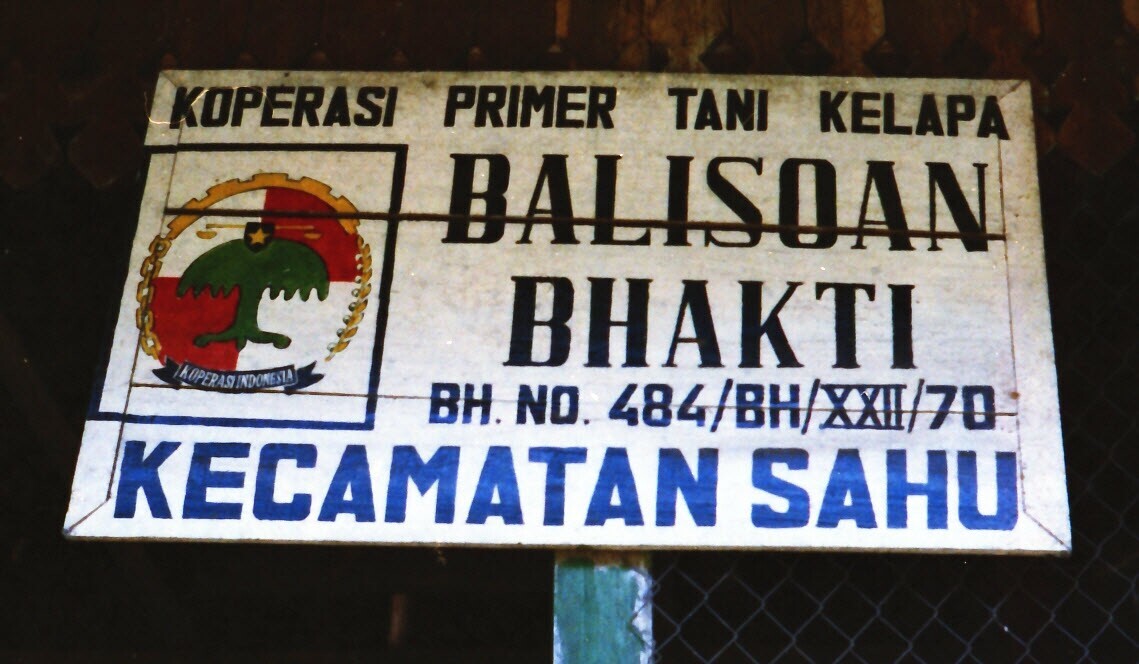 KOPERASI PRIMER TANI KELAPA
BALISOAN
BHAKTI
BH. NO. 484/BH/XXII/70
KOPERASI INDONESIA
KECAMATAN SAHU